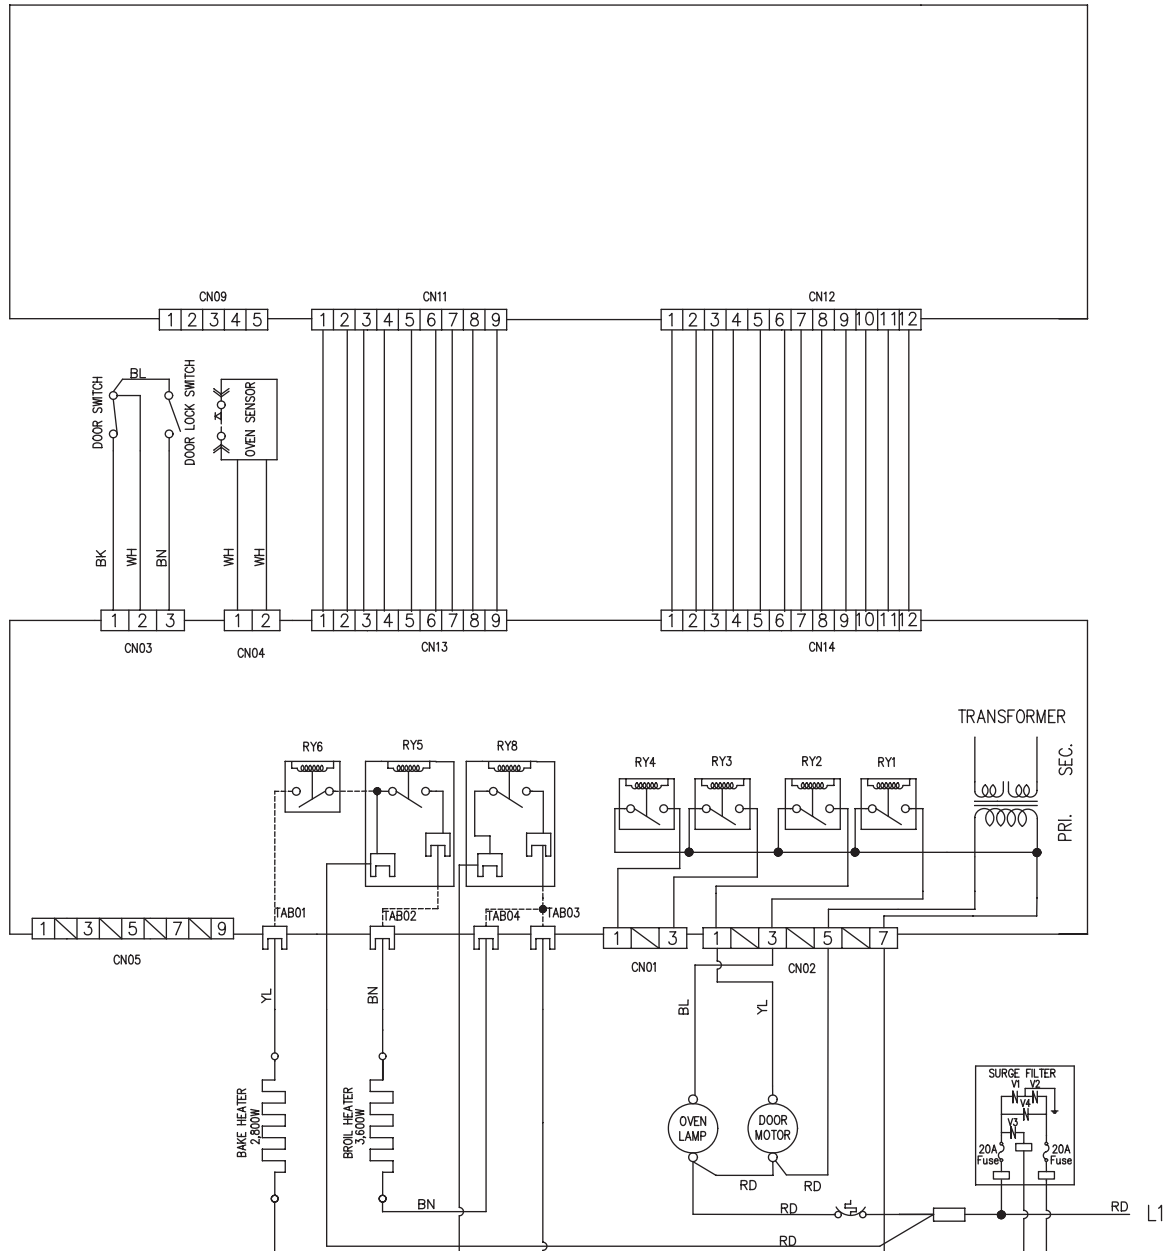 CN09
CN11
CN12
1 2 3 4 5
1 2 3 4 5 6 7 8 9
1 2 3 4 5 6 7 8 9 10 11 12
BL
DOOR SWITCH
DOOR LOCK SWITCH
OVEN SENSOR
BK
WH
BN
WH
WH
1 2 3
1 2
1 2 3 4 5 6 7 8 9
1 2 3 4 5 6 7 8 9 10 11 12
CN03
CN04
CN13
CN14
TRANSFORMER
SEC.
PRI.
RY6
RY5
RY8
RY4
RY3
RY2
RY1
TAB01
TAB02
TAB04
TAB03
1 3 5 7 9
1 3
1 3 5 7
CN05
CN01
CN02
YL
BN
BL
YL
BAKE HEATER
2,800W
BROIL HEATER
3,600W
OVEN
LAMP
DOOR
MOTOR
SURGE FILTER
V1 V2
V4
V3
20A
Fuse
20A
Fuse
RD
RD
BN
RD
RD
RD
L1